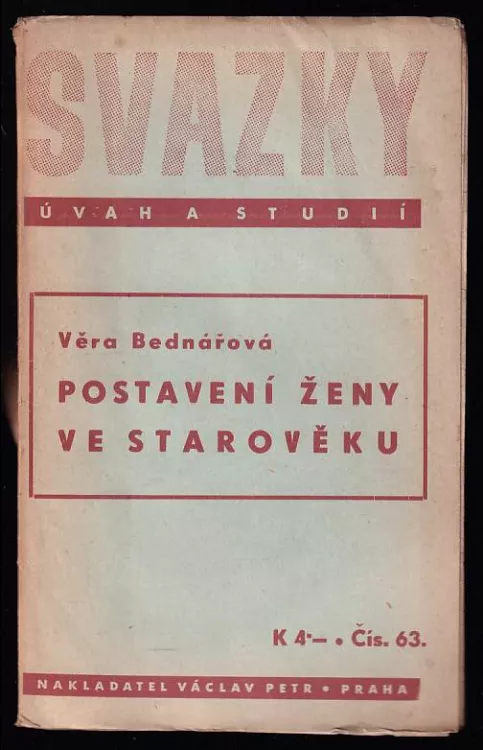 SVAZKY
ÚVAH A STUDIÍ
Věra Bednářová
POSTAVENÍ ŽENY
VE STAROVĚKU
K 4·— • Čís. 63.
NAKLADATEL VÁCLAV PETR • PRAHA